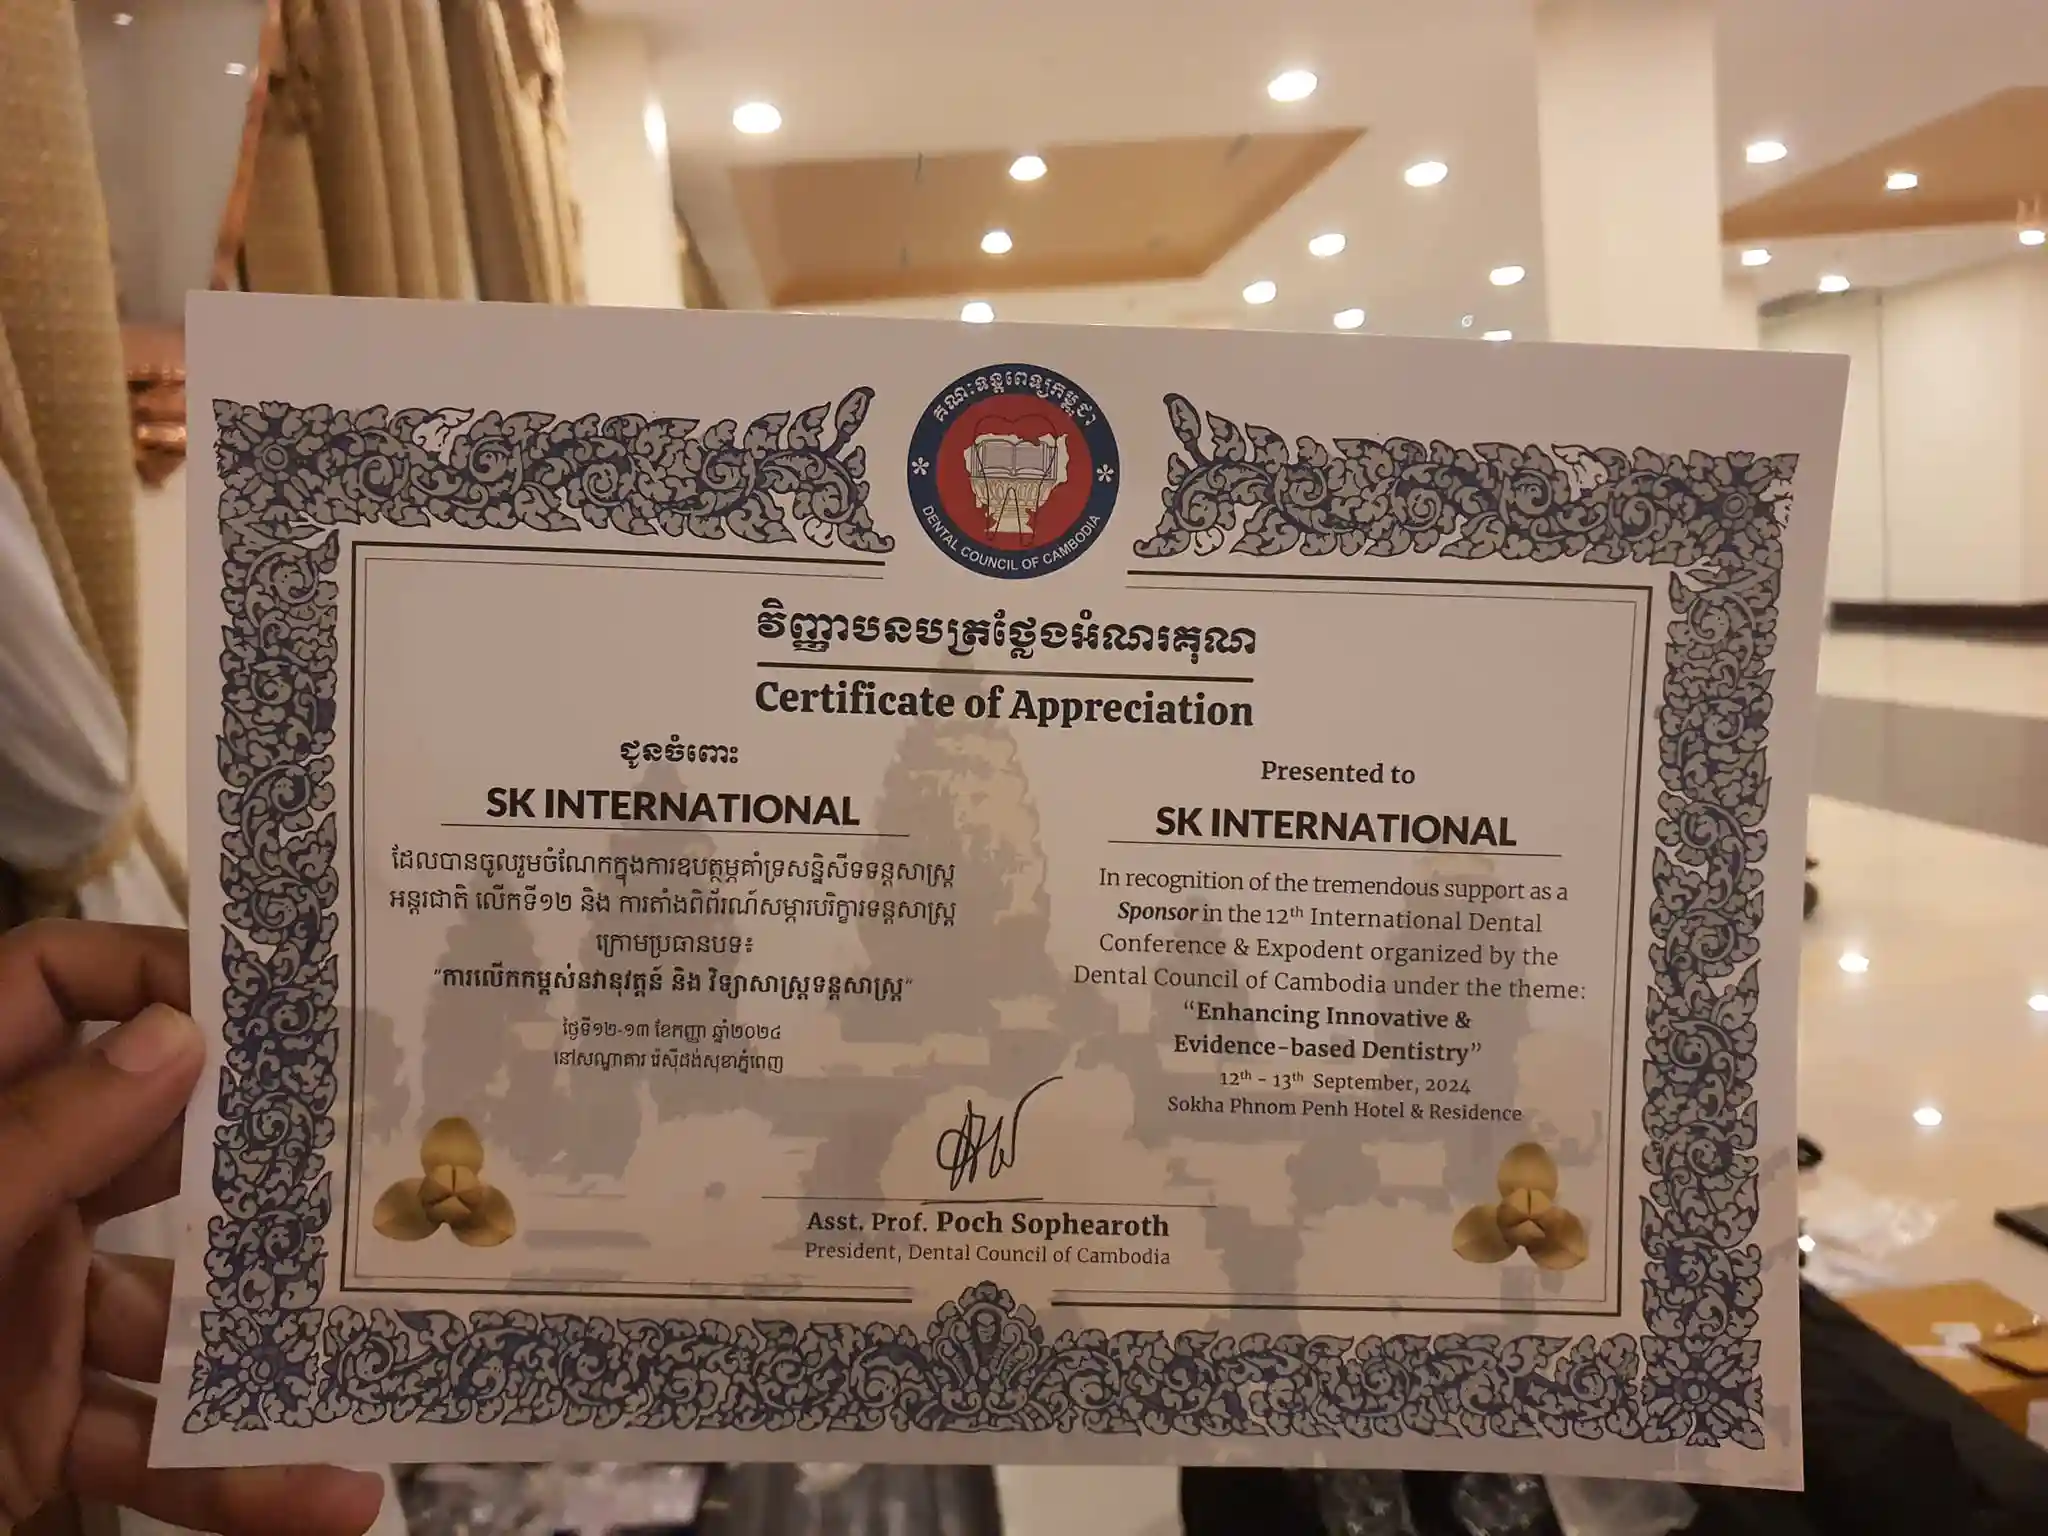 គណៈទន្តពេទ្យកម្ពុជា
DENTAL COUNCIL OF CAMBODIA
វិញ្ញាបនបត្រថ្លែងអំណរគុណ
Certificate of Appreciation
ជូនចំពោះ
SK INTERNATIONAL
ដែលបានចូលរួមចំណែកក្នុងការឧបត្ថម្ភគាំទ្រសន្និសីទទន្តសាស្ត្រ
អន្តរជាតិ លើកទី១២ និង ការតាំងពិព័រណ៍សម្ភារបរិក្ខារទន្តសាស្ត្រ
ក្រោមប្រធានបទ៖
"ការលើកកម្ពស់នវានុវត្តន៍ និង វិទ្យាសាស្ត្រទន្តសាស្ត្រ"
ថ្ងៃទី១២-១៣ ខែកញ្ញា ឆ្នាំ២០២៤
នៅសណ្ឋាគារ រ៉េស៊ីដង់សុខាភ្នំពេញ
Presented to
SK INTERNATIONAL
In recognition of the tremendous support as a
Sponsor in the 12th International Dental
Conference & Expodent organized by the
Dental Council of Cambodia under the theme:
“Enhancing Innovative &
Evidence-based Dentistry”
12th - 13th September, 2024
Sokha Phnom Penh Hotel & Residence
Asst. Prof. Poch Sophearoth
President, Dental Council of Cambodia